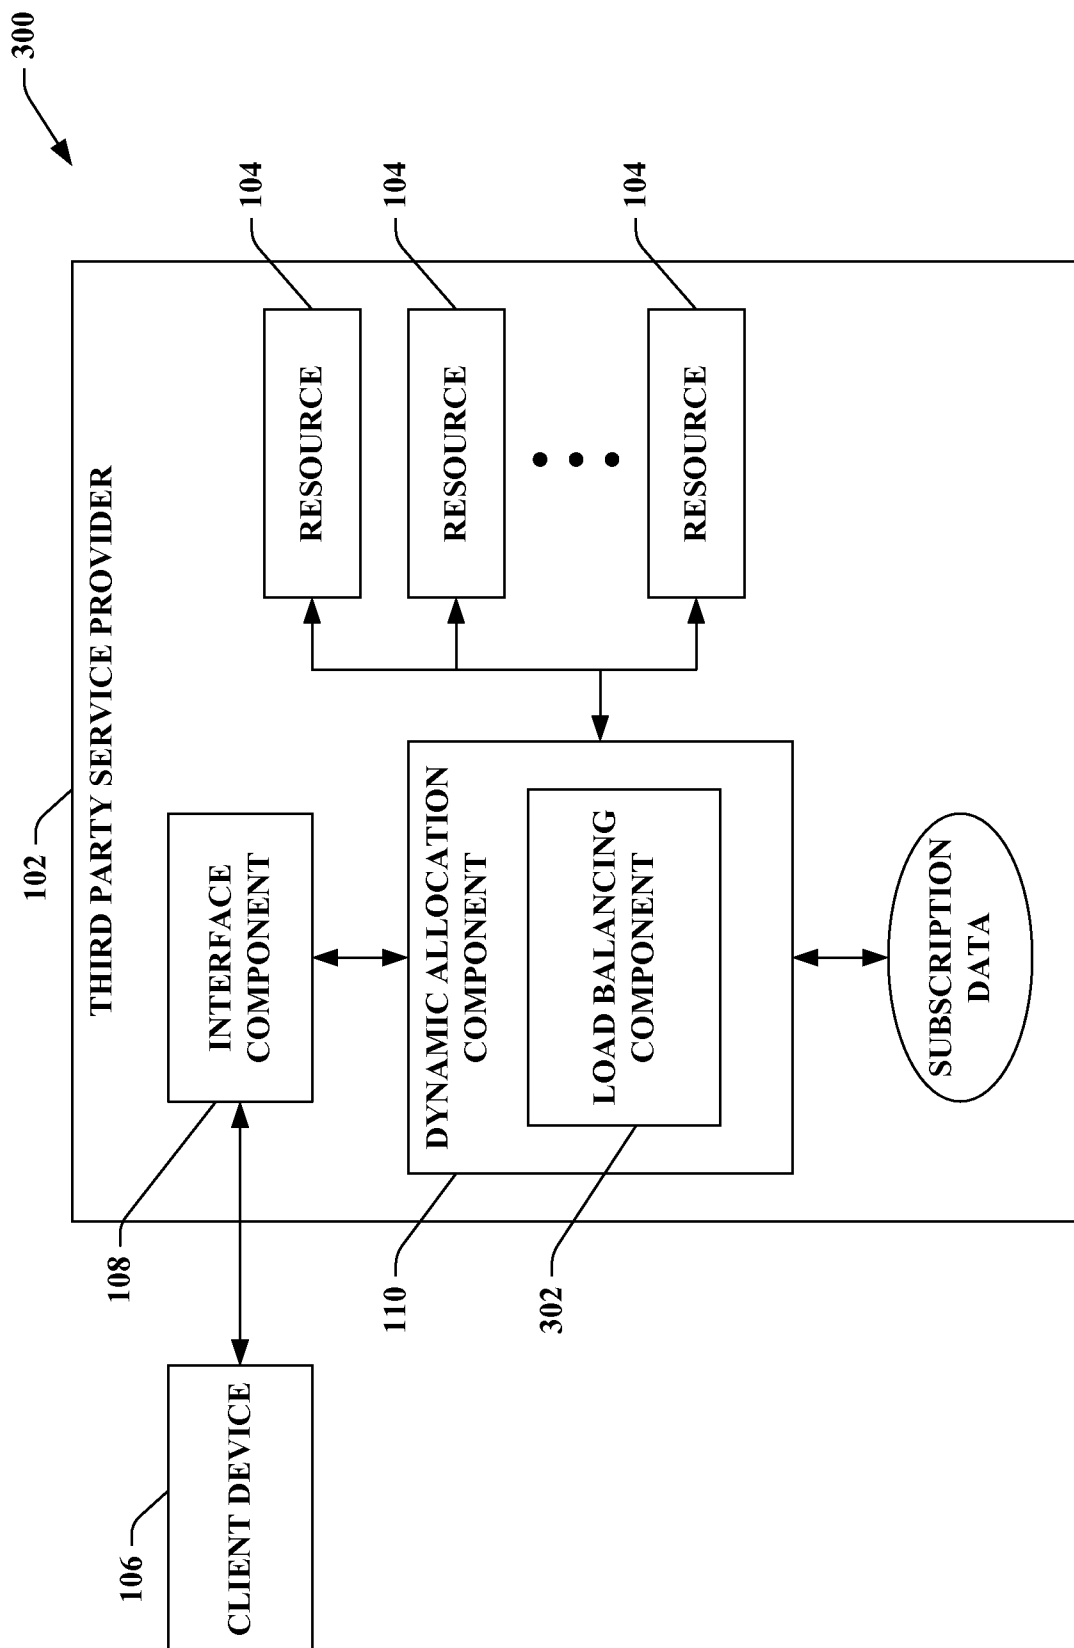 300
102
THIRD PARTY SERVICE PROVIDER
106
CLIENT DEVICE
108
INTERFACE
COMPONENT
110
DYNAMIC ALLOCATION
COMPONENT
302
LOAD BALANCING
COMPONENT
SUBSCRIPTION
DATA
RESOURCE
104
RESOURCE
104
RESOURCE
104